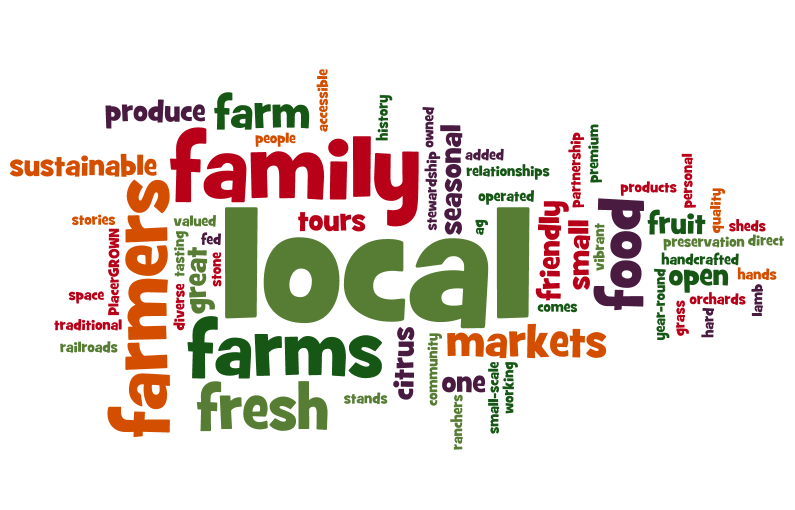 accessible
produce
farm
history
people
owned
seasonal
added
premium
partnership
sustainable
family
stewardship
relationships
personal
products
operated
quality
stories
valued
tours
local
ag
friendly
small
vibrant
food
fruit
sheds
farmers
PlacerGROWN
tasting
fed
great
stone
preservation
direct
handcrafted
open
hands
space
diverse
comes
year-round
grass
orchards
hard
lamb
traditional
railroads
farms
citrus
markets
community
one
small-scale
working
fresh
stands
ranchers